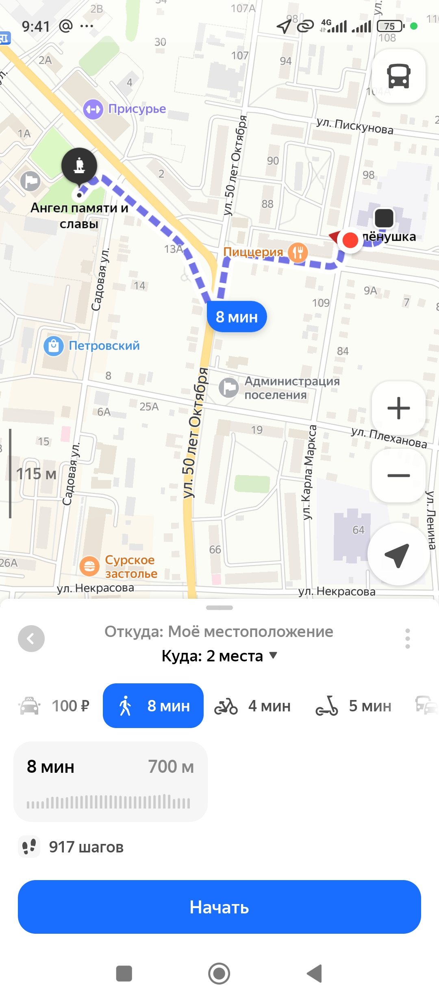 34
2В
107А
98
110
9:41
4G
75
108
2А
30
107
94
4
104А
Присурье
ул. Пискунова
1А
ул. 50 лет Октября
90
2
98
88
Ангел памяти и
славы
лёнушка
13А
Пиццерия
Садовая ул.
14
9А
109
7
8 мин
Петровский
84
8
Администрация
поселения
25А
6А
ул. 50 лет Октября
19
ул. Плеханова
15
ул. Карла Маркса
Садовая ул.
115 м
ул. Ленина
64
66
26А
Сурское
застолье
ул. Некрасова
ул. Некрасова
Откуда: Моё местоположение
Куда: 2 места
100 ₽
8 мин
4 мин
5 мин
8 мин
700 м
917 шагов
Начать